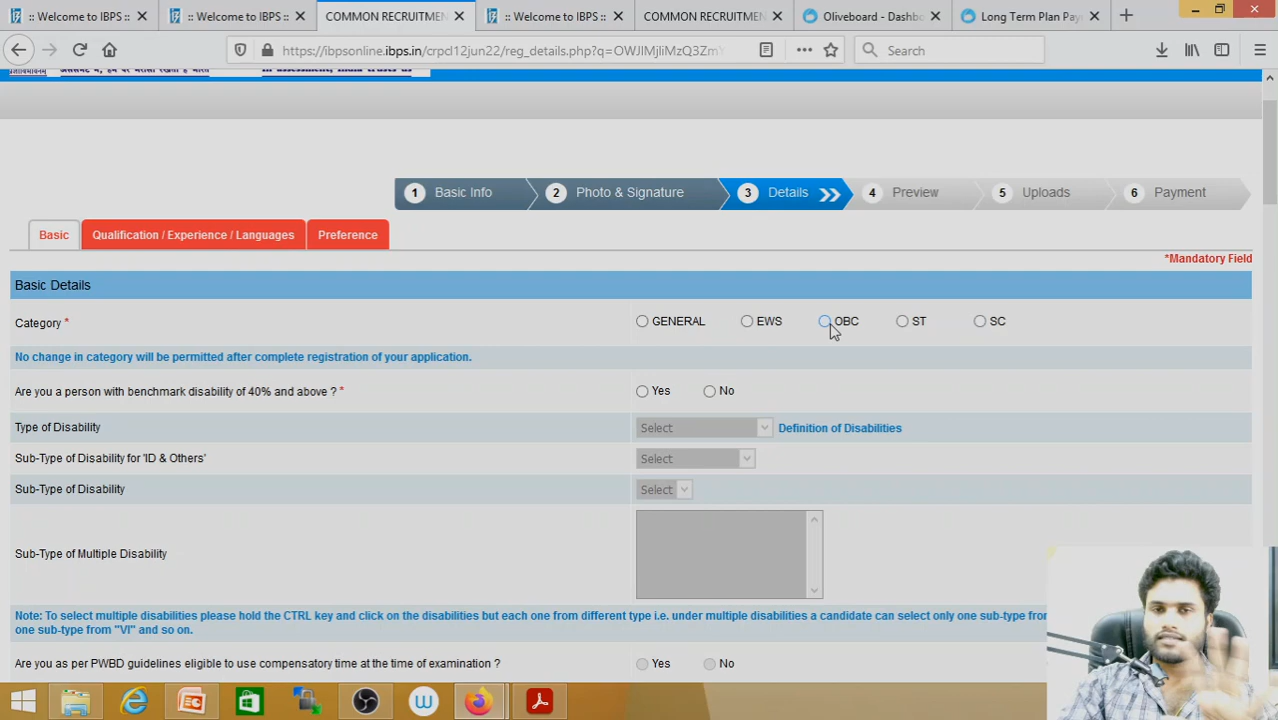 :: Welcome to IBPS ::
:: Welcome to IBPS ::
COMMON RECRUITMEN
:: Welcome to IBPS ::
COMMON RECRUITMEN
Oliveboard - Dashbo
Long Term Plan Pay
https://ibpsonline.ibps.in/crpcl12jun22/reg_details.php?q=OWJIMjliMzQ3Zm
Search
1 Basic Info
2 Photo & Signature
3 Details
4 Preview
5 Uploads
6 Payment
Basic
Qualification / Experience / Languages
Preference
*Mandatory Field
Basic Details
Category *
GENERAL
EWS
OBC
ST
SC
No change in category will be permitted after complete registration of your application.
Are you a person with benchmark disability of 40% and above ? *
Yes
No
Type of Disability
Select
Definition of Disabilities
Sub-Type of Disability for 'ID & Others'
Select
Sub-Type of Disability
Select
Sub-Type of Multiple Disability
Note: To select multiple disabilities please hold the CTRL key and click on the disabilities but each one from different type i.e. under multiple disabilities a candidate can select only one sub-type from
one sub-type from "VI" and so on.
Are you as per PWBD guidelines eligible to use compensatory time at the time of examination ?
Yes
No